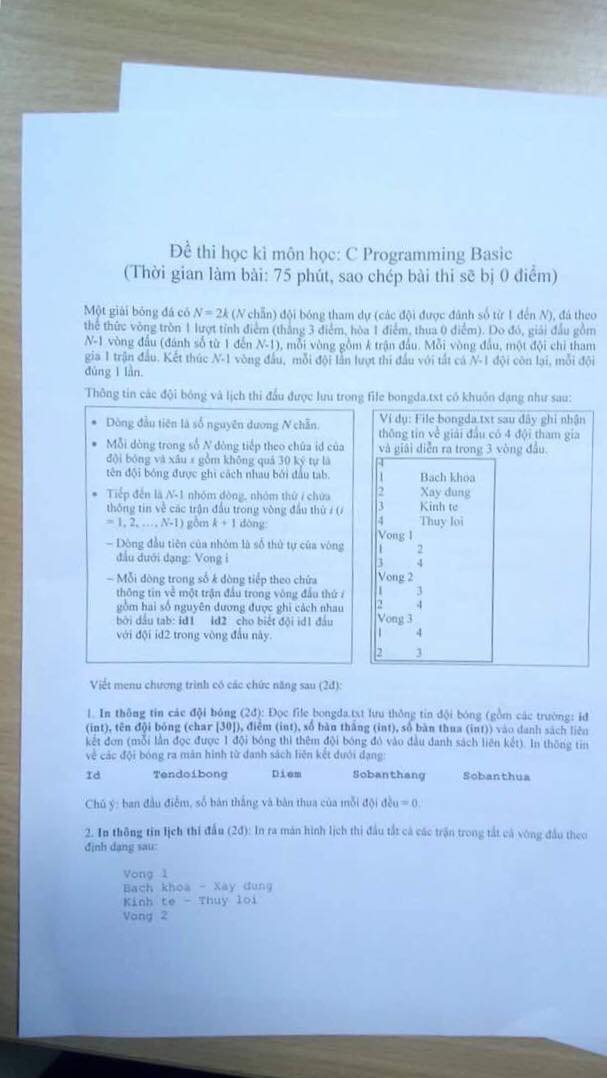 Đề thi học kì môn học: C Programming Basic
(Thời gian làm bài: 75 phút, sao chép bài thi sẽ bị 0 điểm)
Một giải bóng đá có N = 2k (N chẵn) đội bóng tham dự (các đội được đánh số từ 1 đến N), đá theo
thể thức vòng tròn 1 lượt tính điểm (thắng 3 điểm, hòa 1 điểm, thua 0 điểm). Do đó, giải đấu gồm
N-1 vòng đấu (đánh số từ 1 đến N-1), mỗi vòng gồm k trận đấu. Mỗi vòng đấu, một đội chỉ tham
gia 1 trận đấu. Kết thúc N-1 vòng đấu, mỗi đội lần lượt thi đấu với tất cả N-1 đội còn lại, mỗi đội
đúng 1 lần.
Thông tin các đội bóng và lịch thi đấu được lưu trong file bongda.txt có khuôn dạng như sau:
• Dòng đầu tiên là số nguyên dương N chẵn.
• Mỗi dòng trong số N dòng tiếp theo chứa id của
đội bóng và xâu s gồm không quá 30 ký tự là
tên đội bóng được ghi cách nhau bởi dấu tab.
• Tiếp đến là N-1 nhóm dòng, nhóm thứ i chứa
thông tin về các trận đấu trong vòng đấu thứ i (i
= 1, 2, ..., N-1) gồm k + 1 dòng:
– Dòng đầu tiên của nhóm là số thứ tự của vòng
đấu dưới dạng: Vong i
– Mỗi dòng trong số k dòng tiếp theo chứa
thông tin về một trận đấu trong vòng đấu thứ i
gồm hai số nguyên dương được ghi cách nhau
bởi dấu tab: id1 id2 cho biết đội id1 đấu
với đội id2 trong vòng đấu này.
Ví dụ: File bongda.txt sau đây ghi nhận
thông tin về giải đấu có 4 đội tham gia
và giải diễn ra trong 3 vòng đấu.
4
1 Bach khoa
2 Xay dung
3 Kinh te
4 Thuy loi
Vong 1
1 2
3 4
Vong 2
1 3
2 4
Vong 3
1 4
2 3
Viết menu chương trình có các chức năng sau (2đ):
1. In thông tin các đội bóng (2đ): Đọc file bongda.txt lưu thông tin đội bóng (gồm các trường: id
(int), tên đội bóng (char [30]), điểm (int), số bàn thắng (int), số bàn thua (int)) vào danh sách liên
kết đơn (mỗi lần đọc được 1 đội bóng thì thêm đội bóng đó vào đầu danh sách liên kết). In thông tin
về các đội bóng ra màn hình từ danh sách liên kết dưới dạng:
Id Tendoibong Diem Sobanthang Sobanthua
Chú ý: ban đầu điểm, số bàn thắng và bàn thua của mỗi đội đều = 0.
2. In thông tin lịch thi đấu (2đ): In ra màn hình lịch thi đấu tất cả các trận trong tất cả vòng đấu theo
định dạng sau:
Vong 1
Bach khoa - Xay dung
Kinh te - Thuy loi
Vong 2